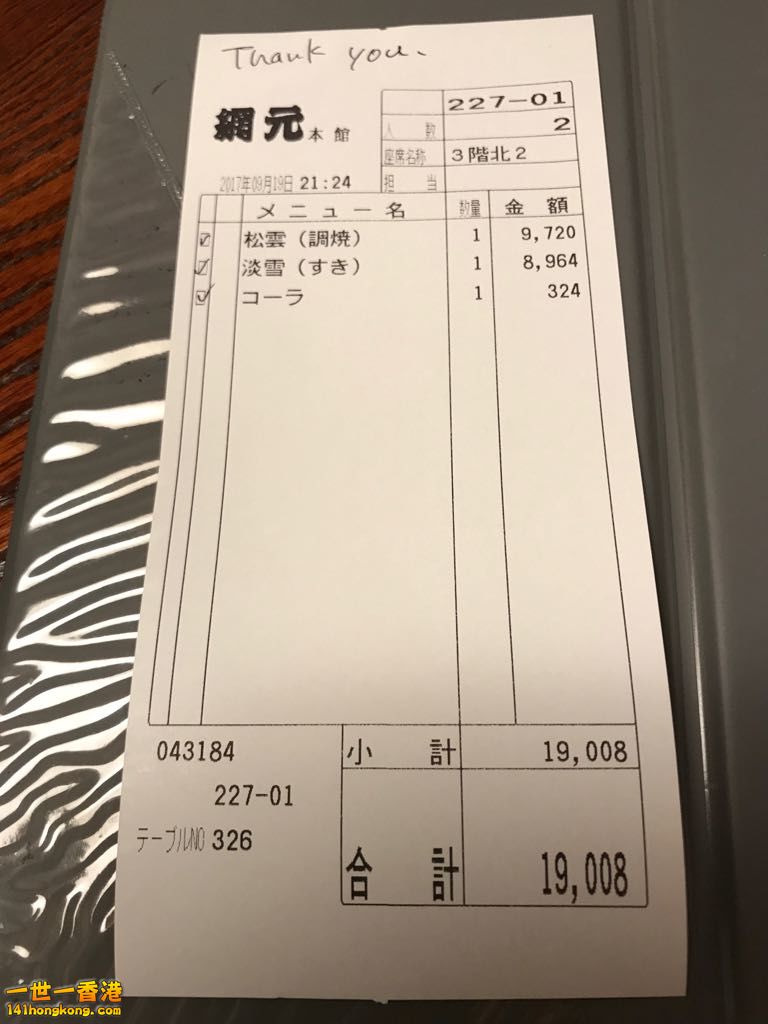 Thank you.
網元本館
227-01
人数 2
座席名称 3階北2
2017年09月19日 21:24 担当
メニュー名 数量 金額
松雲（調焼） 1 9,720
淡雪（すき） 1 8,964
コーラ 1 324
043184 小計 19,008
227-01
テーブルNO 326
合計 19,008
一世一香港
141hongkong.com